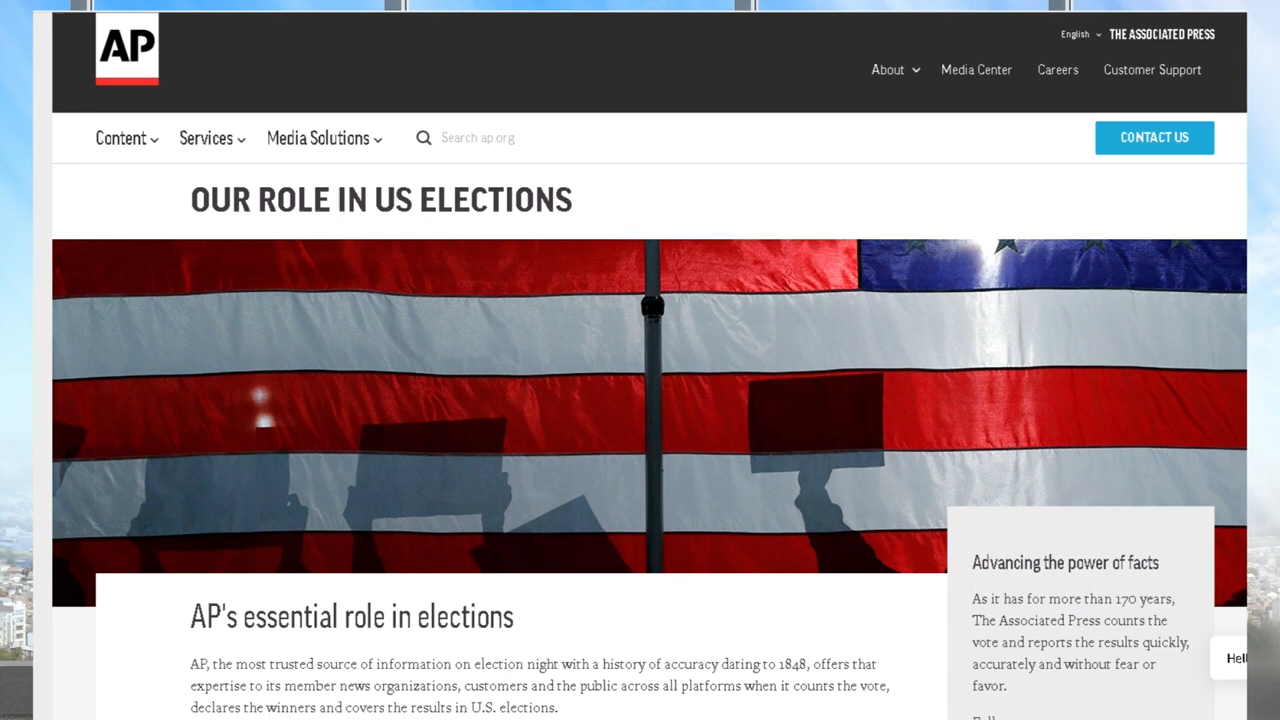 AP
English
THE ASSOCIATED PRESS
About
Media Center
Careers
Customer Support
Content
Services
Media Solutions
Search ap.org
CONTACT US
OUR ROLE IN US ELECTIONS
AP's essential role in elections
AP, the most trusted source of information on election night with a history of accuracy dating to 1848, offers that
expertise to its member news organizations, customers and the public across all platforms when it counts the vote,
declares the winners and covers the results in U.S. elections.
Advancing the power of facts
As it has for more than 170 years,
The Associated Press counts the
vote and reports the results quickly,
accurately and without fear or
favor.